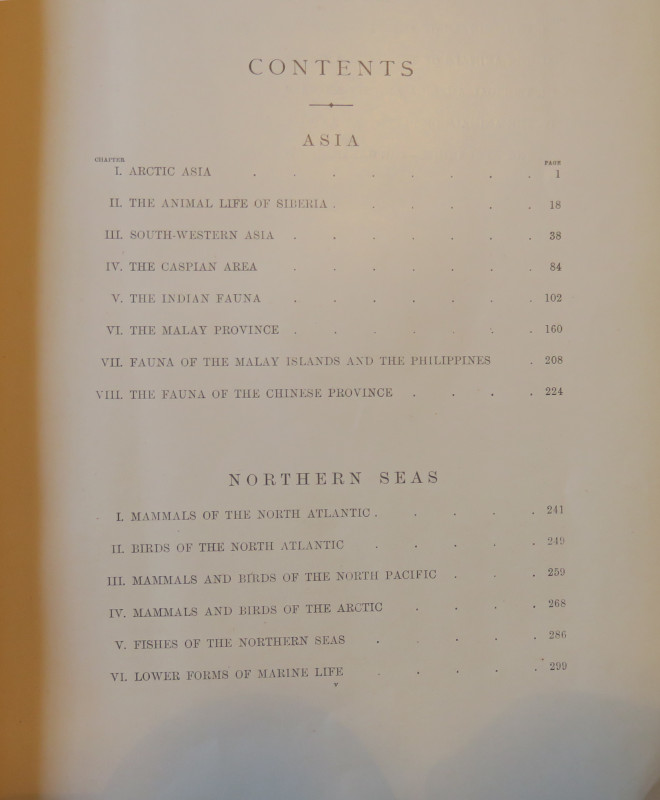 CONTENTS
ASIA
CHAPTER PAGE
I. ARCTIC ASIA . . . . . . . . 1
II. THE ANIMAL LIFE OF SIBERIA . . . . . . 18
III. SOUTH-WESTERN ASIA . . . . . . . 38
IV. THE CASPIAN AREA . . . . . . . 84
V. THE INDIAN FAUNA . . . . . . . 102
VI. THE MALAY PROVINCE . . . . . . . 160
VII. FAUNA OF THE MALAY ISLANDS AND THE PHILIPPINES . 208
VIII. THE FAUNA OF THE CHINESE PROVINCE . . . . 224
NORTHERN SEAS
I. MAMMALS OF THE NORTH ATLANTIC . . . . . 241
II. BIRDS OF THE NORTH ATLANTIC . . . . . 249
III. MAMMALS AND BIRDS OF THE NORTH PACIFIC . . . 259
IV. MAMMALS AND BIRDS OF THE ARCTIC . . . . 268
V. FISHES OF THE NORTHERN SEAS . . . . . 286
VI. LOWER FORMS OF MARINE LIFE . . . . . 299
v